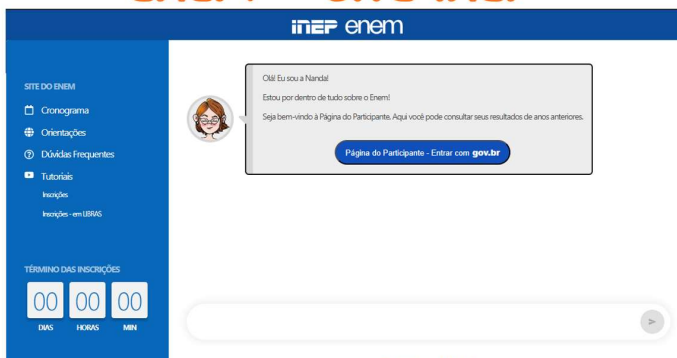 inep enem
SITE DO ENEM
Cronograma
Orientações
Dúvidas Frequentes
Tutoriais
Inscrições
Inscrições - em LIBRAS
TÉRMINO DAS INSCRIÇÕES
00 00 00
DIAS HORAS MIN
Olá! Eu sou a Nanda!
Estou por dentro de tudo sobre o Enem!
Seja bem-vindo à Página do Participante. Aqui você pode consultar seus resultados de anos anteriores.
Página do Participante - Entrar com gov.br